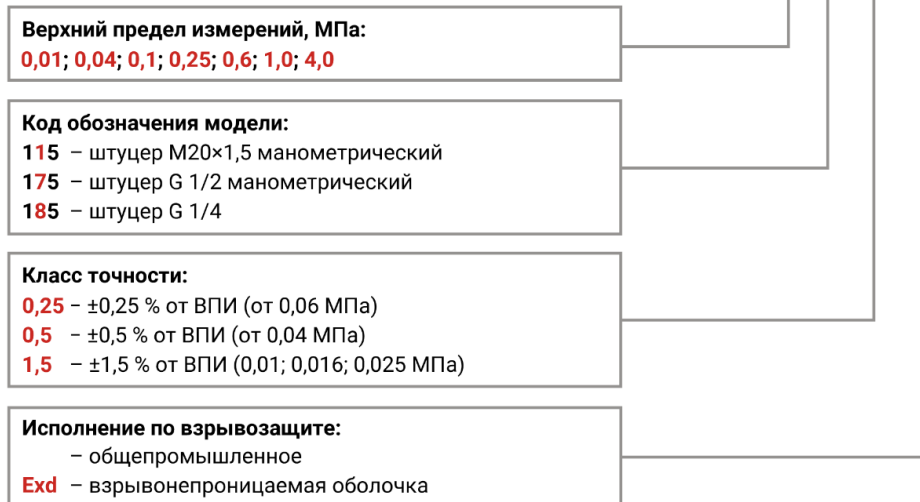 Верхний предел измерений, МПа:
0,01; 0,04; 0,1; 0,25; 0,6; 1,0; 4,0
Код обозначения модели:
115 – штуцер M20×1,5 манометрический
175 – штуцер G 1/2 манометрический
185 – штуцер G 1/4
Класс точности:
0,25 – ±0,25 % от ВПИ (от 0,06 МПа)
0,5 – ±0,5 % от ВПИ (от 0,04 МПа)
1,5 – ±1,5 % от ВПИ (0,01; 0,016; 0,025 МПа)
Исполнение по взрывозащите:
– общепромышленное
Exd – взрывонепроницаемая оболочка